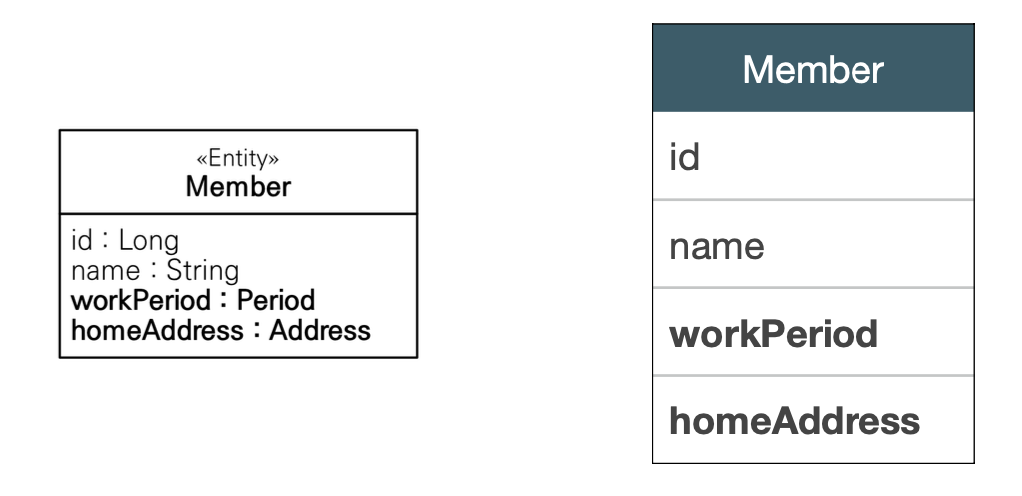 «Entity»
Member
id : Long
name : String
workPeriod : Period
homeAddress : Address
Member
id
name
workPeriod
homeAddress